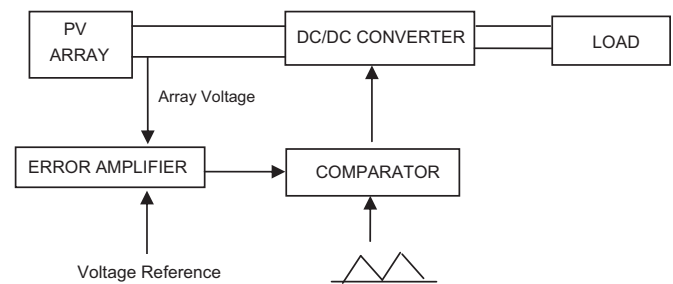 PV
ARRAY
DC/DC CONVERTER
LOAD
Array Voltage
ERROR AMPLIFIER
COMPARATOR
Voltage Reference